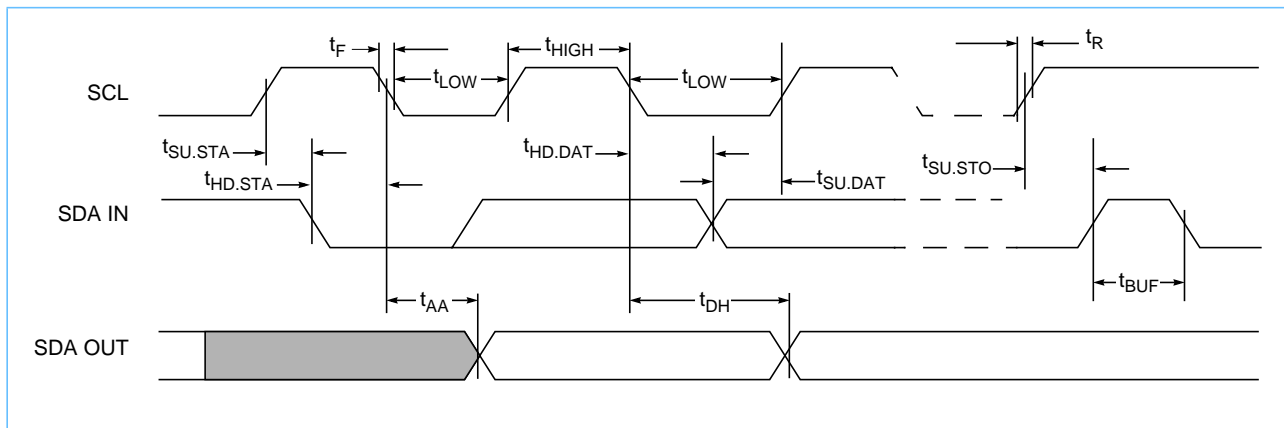 tF
tHIGH
tR
tLOW
tLOW
SCL
tSU.STA
tHD.DAT
tSU.STO
tHD.STA
tSU.DAT
SDA IN
tBUF
tAA
tDH
SDA OUT